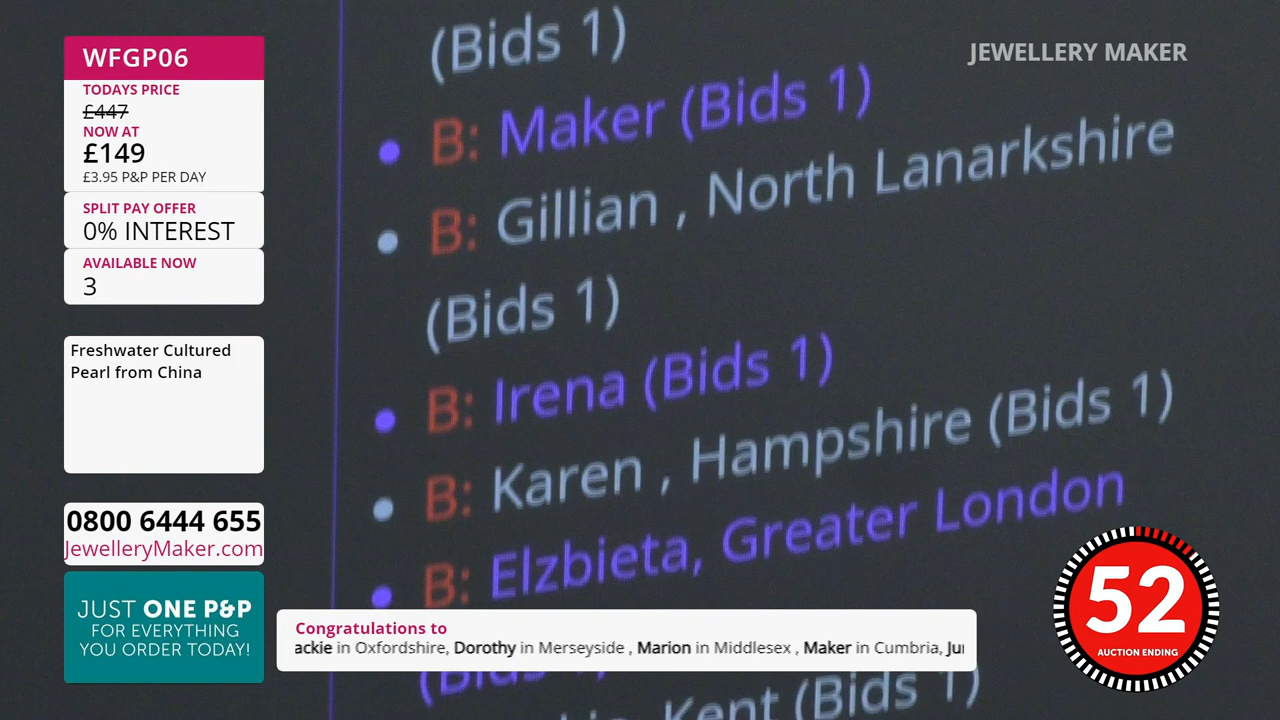 WFGP06
TODAYS PRICE
£447
NOW AT
£149
£3.95 P&P PER DAY
SPLIT PAY OFFER
0% INTEREST
AVAILABLE NOW
3
Freshwater Cultured
Pearl from China
0800 6444 655
JewelleryMaker.com
JUST ONE P&P
FOR EVERYTHING
YOU ORDER TODAY!
JEWELLERY MAKER
(Bids 1)
B: Maker (Bids 1)
B: Gillian , North Lanarkshire
(Bids 1)
B: Irena (Bids 1)
B: Karen , Hampshire (Bids 1)
B: Elzbieta, Greater London
(Bids 1)
Kent (Bids 1)
Congratulations to
ackie in Oxfordshire, Dorothy in Merseyside , Marion in Middlesex , Maker in Cumbria,
52
AUCTION ENDING